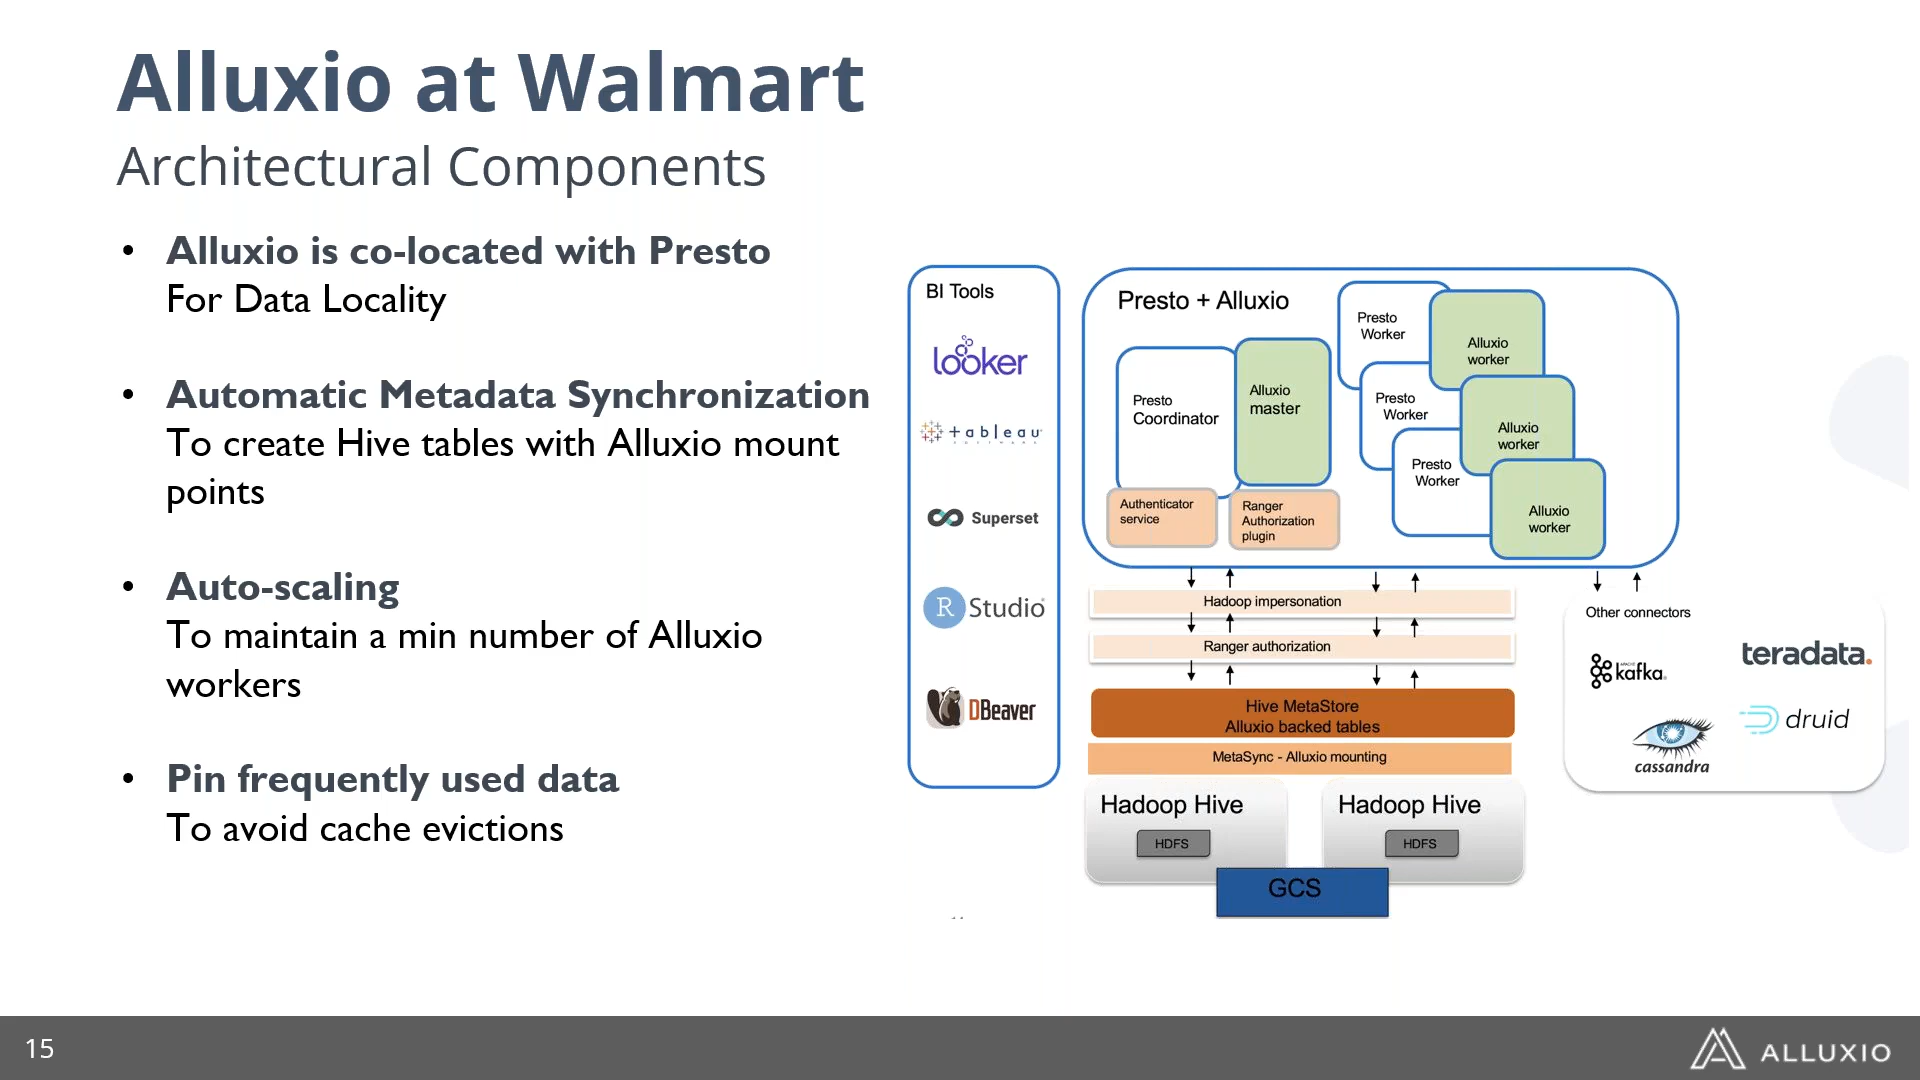 Alluxio at Walmart
Architectural Components
• Alluxio is co-located with Presto
For Data Locality
• Automatic Metadata Synchronization
To create Hive tables with Alluxio mount
points
• Auto-scaling
To maintain a min number of Alluxio
workers
• Pin frequently used data
To avoid cache evictions
BI Tools
looker
tableau
Superset
R Studio
DBeaver
Presto + Alluxio
Presto
Coordinator
Alluxio
master
Authenticator
service
Ranger
Authorization
plugin
Presto
Worker
Alluxio
worker
Presto
Worker
Alluxio
worker
Presto
Worker
Alluxio
worker
Hadoop impersonation
Ranger authorization
Hive MetaStore
Alluxio backed tables
MetaSync - Alluxio mounting
Hadoop Hive
HDFS
Hadoop Hive
HDFS
GCS
Other connectors
kafka
teradata.
cassandra
druid
15
ALLUXIO